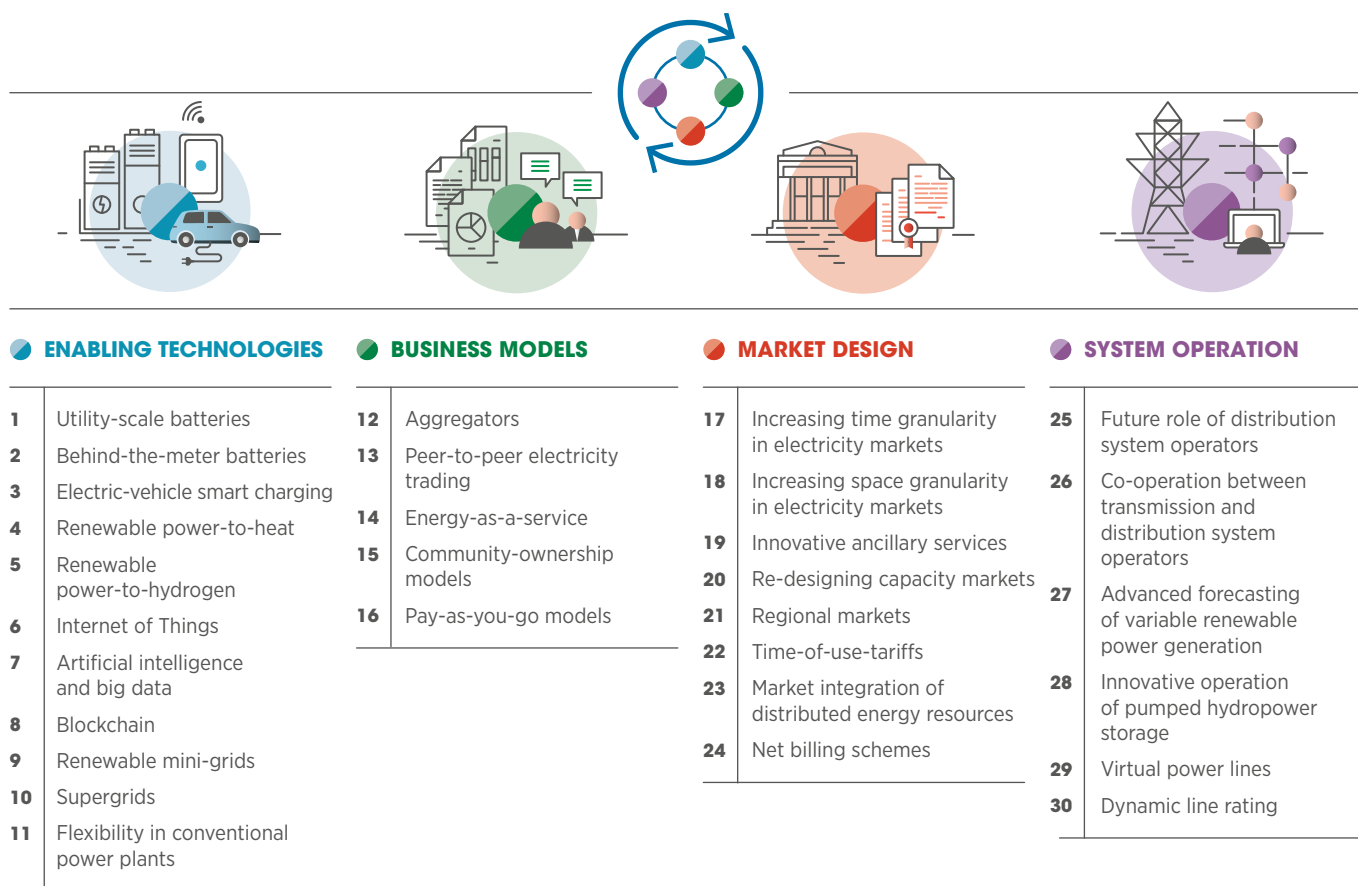 ENABLING TECHNOLOGIES
1 Utility-scale batteries
2 Behind-the-meter batteries
3 Electric-vehicle smart charging
4 Renewable power-to-heat
5 Renewable
power-to-hydrogen
6 Internet of Things
7 Artificial intelligence
and big data
8 Blockchain
9 Renewable mini-grids
10 Supergrids
11 Flexibility in conventional
power plants
BUSINESS MODELS
12 Aggregators
13 Peer-to-peer electricity
trading
14 Energy-as-a-service
15 Community-ownership
models
16 Pay-as-you-go models
MARKET DESIGN
17 Increasing time granularity
in electricity markets
18 Increasing space granularity
in electricity markets
19 Innovative ancillary services
20 Re-designing capacity markets
21 Regional markets
22 Time-of-use-tariffs
23 Market integration of
distributed energy resources
24 Net billing schemes
SYSTEM OPERATION
25 Future role of distribution
system operators
26 Co-operation between
transmission and
distribution system
operators
27 Advanced forecasting
of variable renewable
power generation
28 Innovative operation
of pumped hydropower
storage
29 Virtual power lines
30 Dynamic line rating